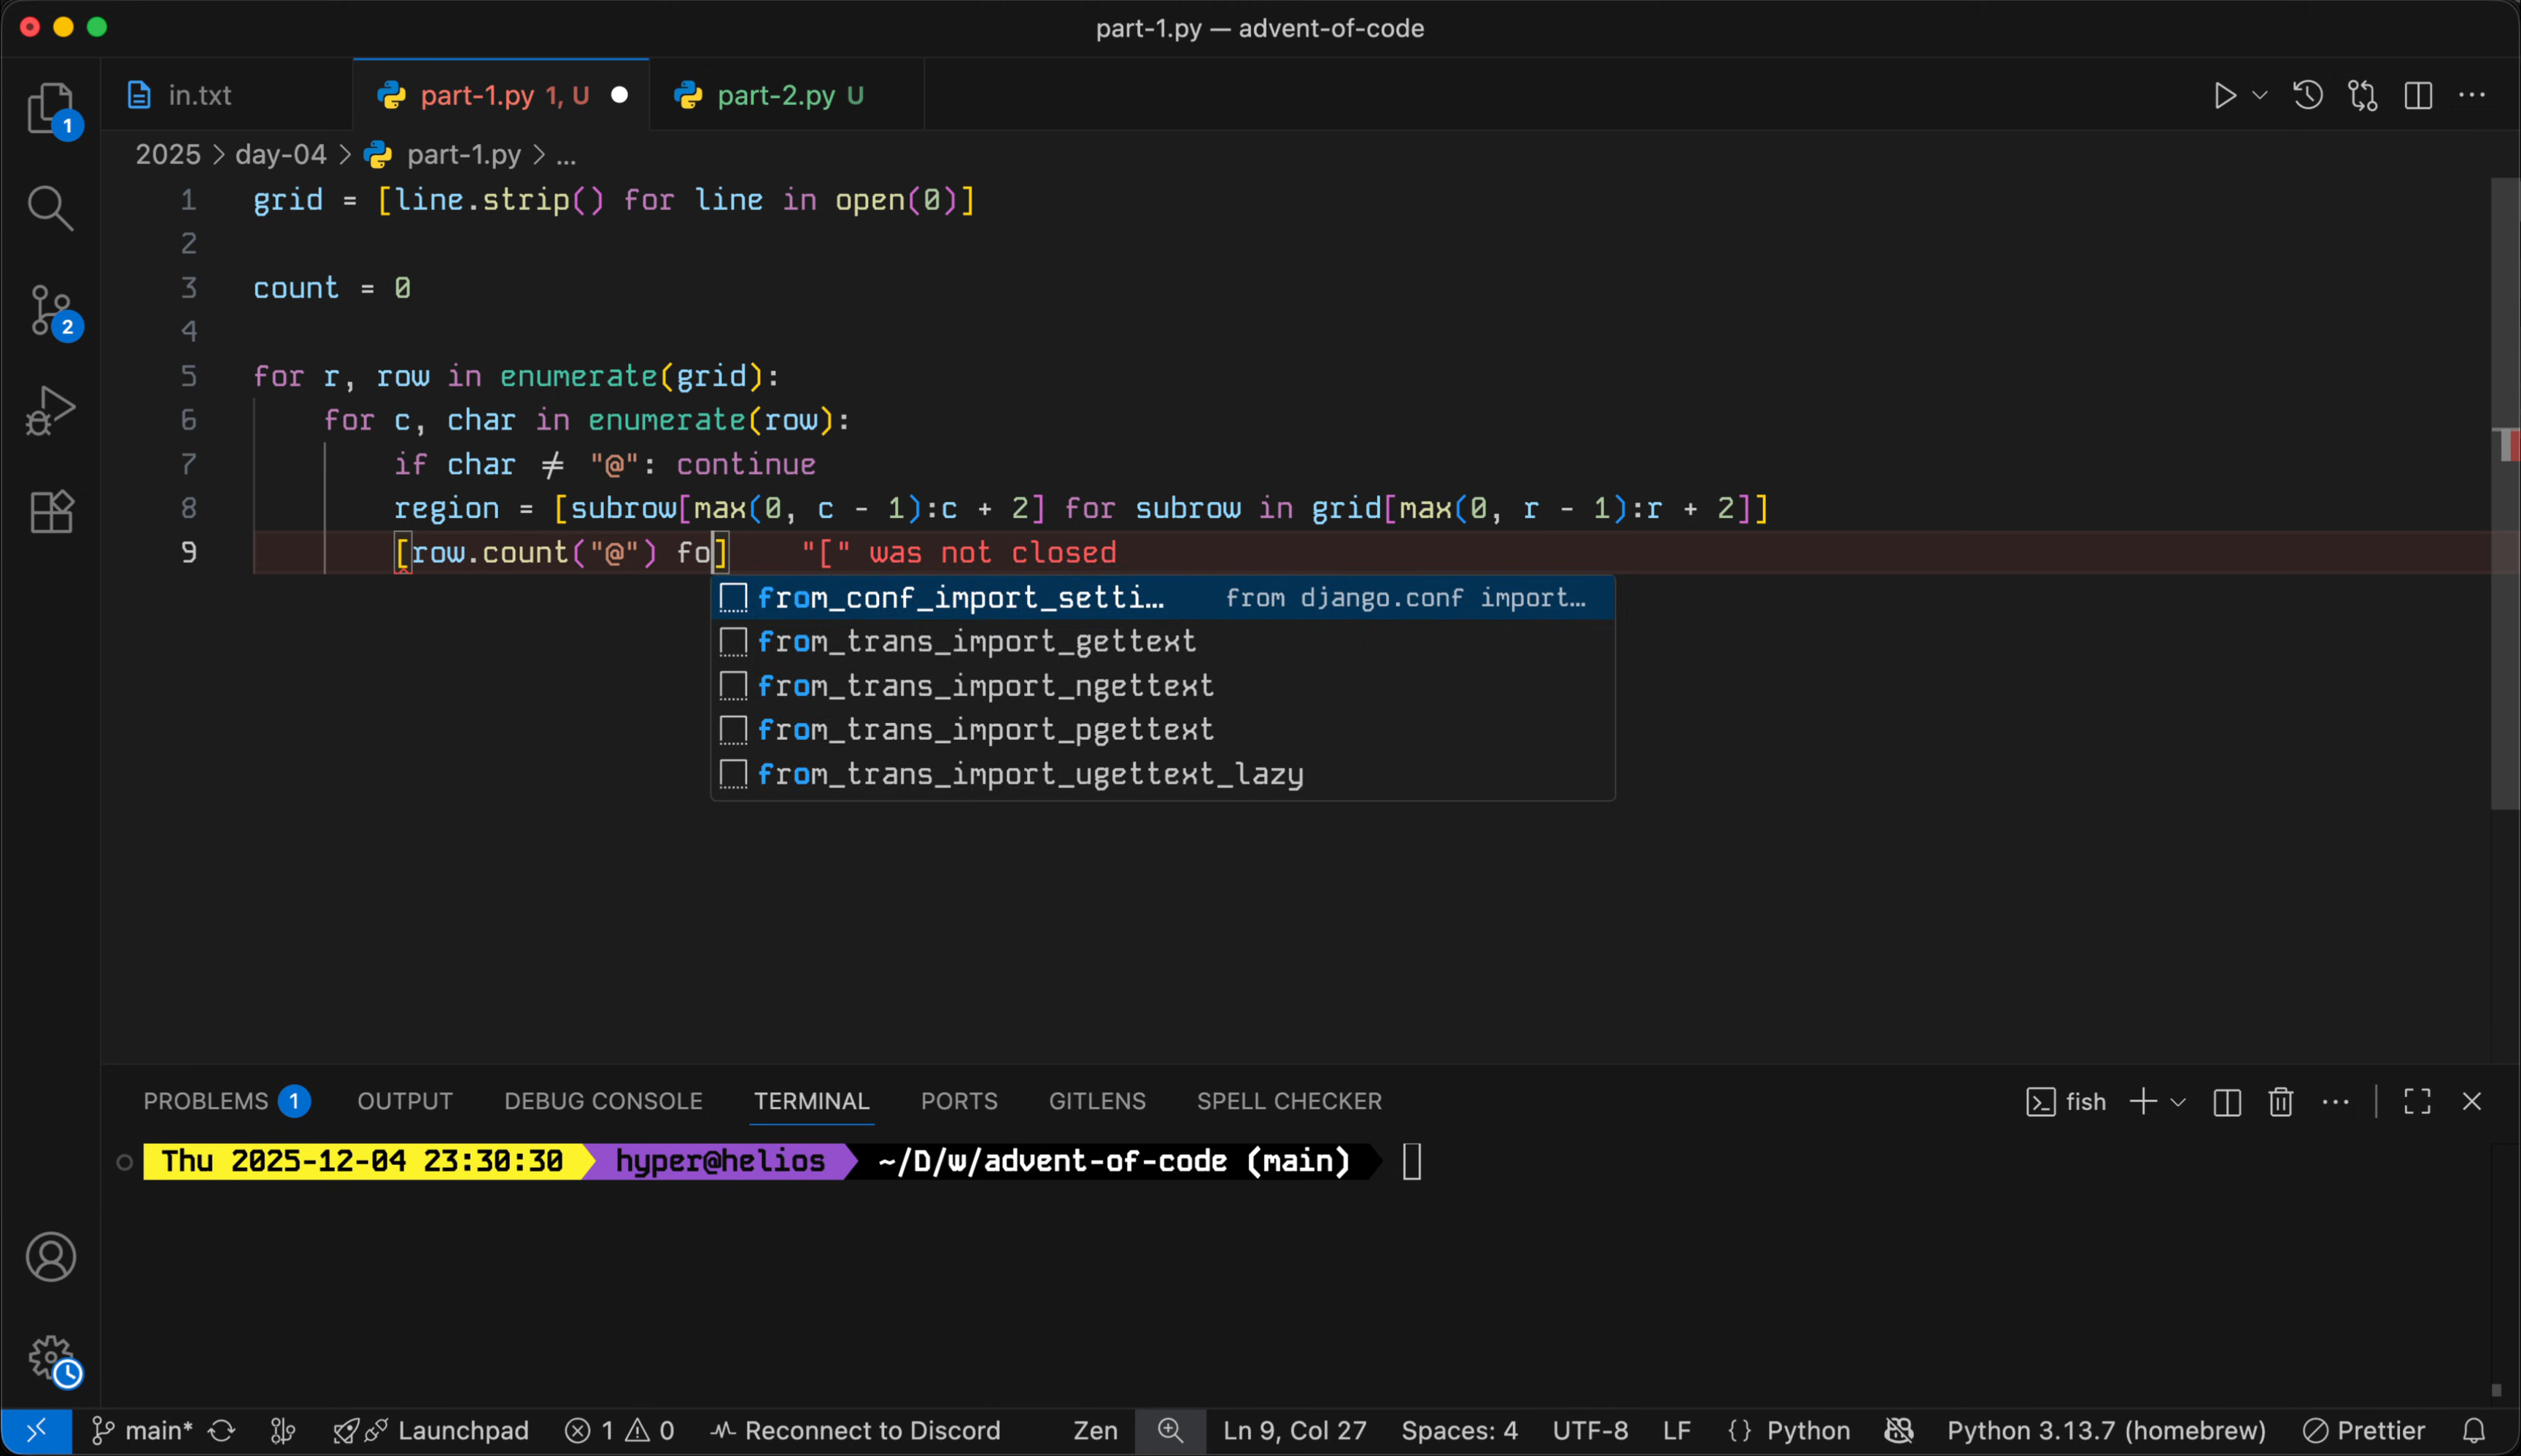 part-1.py — advent-of-code
in.txt
part-1.py 1, U
part-2.py U
2025 > day-04 > part-1.py > ...
1 grid = [line.strip() for line in open(0)]
2
3 count = 0
4
5 for r, row in enumerate(grid):
6 for c, char in enumerate(row):
7 if char ≠ "@": continue
8 region = [subrow[max(0, c - 1):c + 2] for subrow in grid[max(0, r - 1):r + 2]]
9 [row.count("@") fo] "[" was not closed
from_conf_import_setti… from django.conf import…
from_trans_import_gettext
from_trans_import_ngettext
from_trans_import_pgettext
from_trans_import_ugettext_lazy
1
2
PROBLEMS 1 OUTPUT DEBUG CONSOLE TERMINAL PORTS GITLENS SPELL CHECKER fish
Thu 2025-12-04 23:30:30 hyper@helios ~/D/w/advent-of-code (main)
main* Launchpad 1 0 Reconnect to Discord Zen Ln 9, Col 27 Spaces: 4 UTF-8 LF {} Python Python 3.13.7 (homebrew) Prettier